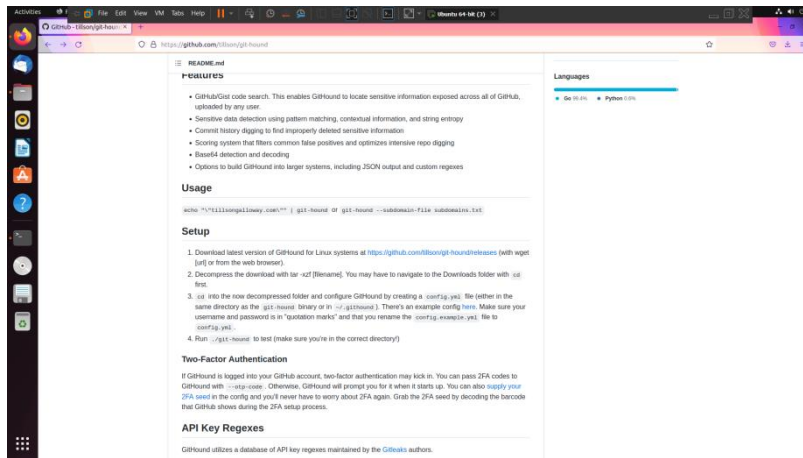 Activities
File Edit View VM Tabs Help
Ubuntu 64-bit (3)
GitHub - tillson/git-hound
https://github.com/tillson/git-hound
README.md
Features
Languages
Go 99.4% Python 0.6%
GitHub/Gist code search. This enables GitHound to locate sensitive information exposed across all of GitHub,
uploaded by any user.
Sensitive data detection using pattern matching, contextual information, and string entropy
Commit history digging to find improperly deleted sensitive information
Scoring system that filters common false positives and optimizes intensive repo digging
Base64 detection and decoding
Options to build GitHound into larger systems, including JSON output and custom regexes
Usage
echo "\"tillsongalloway.com\"" | git-hound or git-hound --subdomain-file subdomains.txt
Setup
1. Download latest version of GitHound for Linux systems at https://github.com/tillson/git-hound/releases (with wget
[url] or from the web browser).
2. Decompress the download with tar -xzf [filename]. You may have to navigate to the Downloads folder with cd
first.
3. cd into the now decompressed folder and configure GitHound by creating a config.yml file (either in the
same directory as the git-hound binary or in ~/.githound). There's an example config here. Make sure your
username and password is in "quotation marks" and that you rename the config.example.yml file to
config.yml.
4. Run ./git-hound to test (make sure you're in the correct directory!)
Two-Factor Authentication
If GitHound is logged into your GitHub account, two-factor authentication may kick in. You can pass 2FA codes to
GitHound with --otp-code. Otherwise, GitHound will prompt you for it when it starts up. You can also supply your
2FA seed in the config and you'll never have to worry about 2FA again. Grab the 2FA seed by decoding the barcode
that GitHub shows during the 2FA setup process.
API Key Regexes
GitHound utilizes a database of API key regexes maintained by the Gitleaks authors.